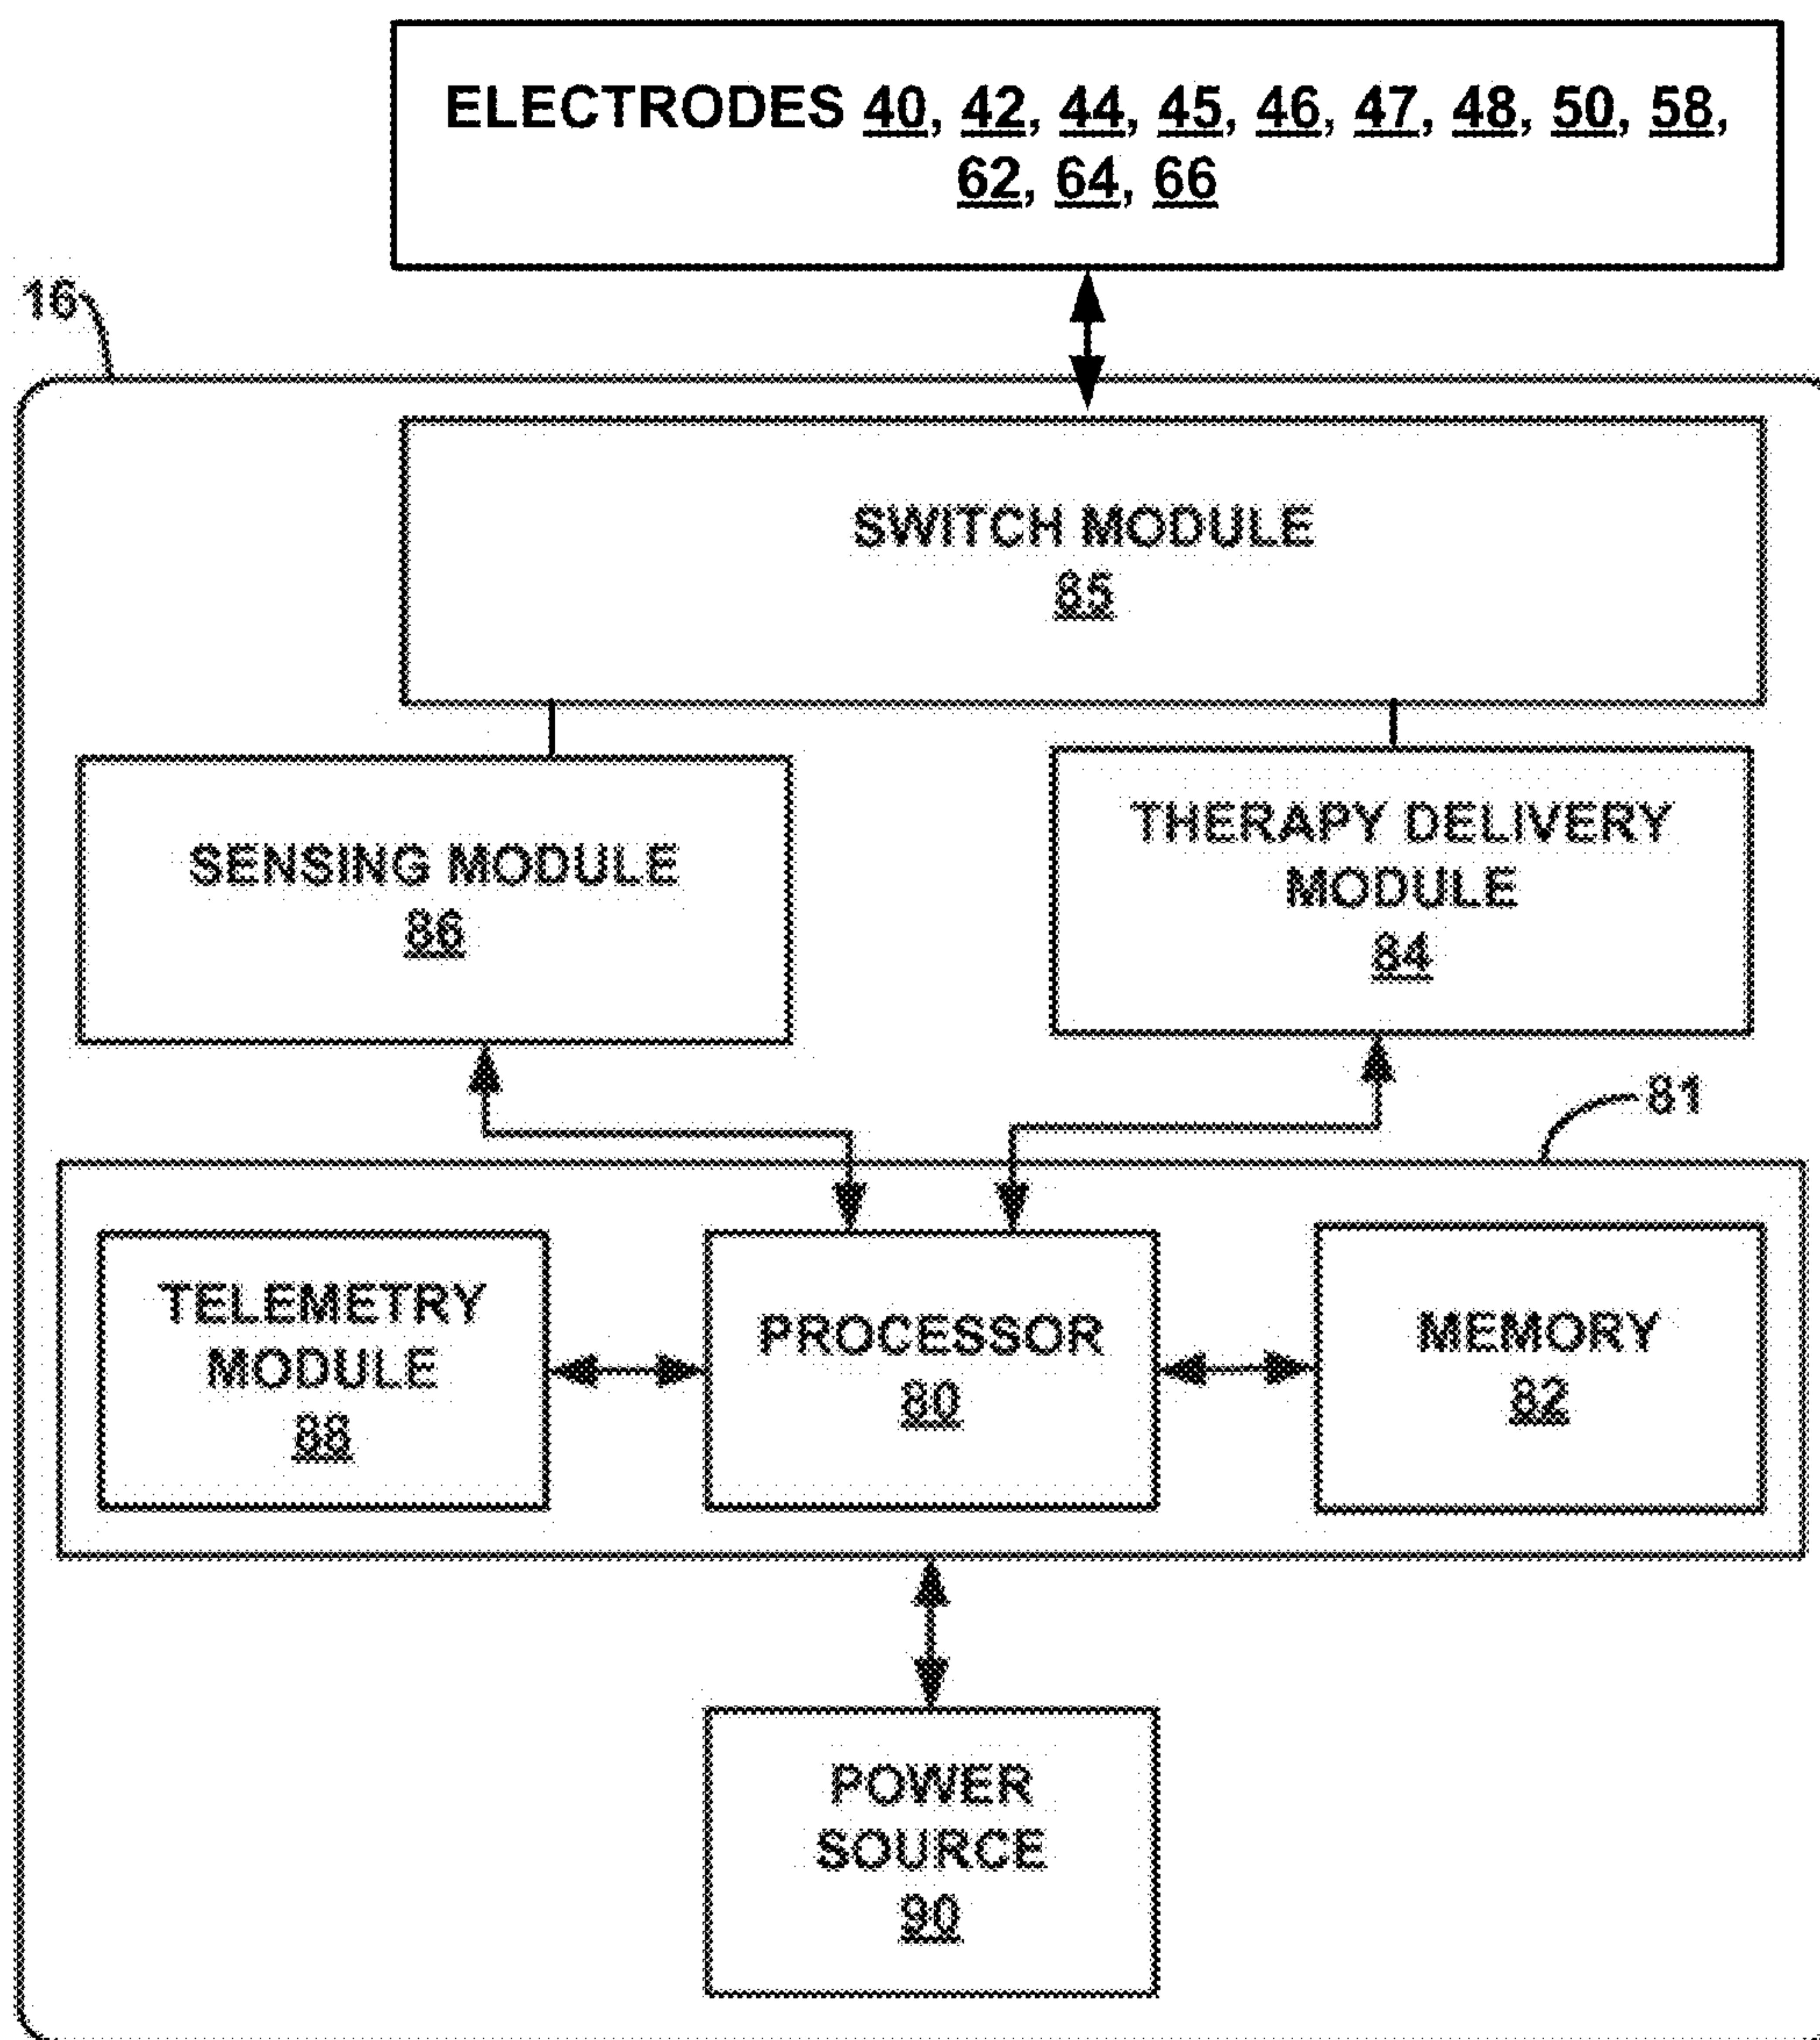 ELECTRODES 40, 42, 44, 45, 46, 47, 48, 50, 58,
62, 64, 66
16
SWITCH MODULE
85
SENSING MODULE
86
THERAPY DELIVERY
MODULE
84
81
TELEMETRY
MODULE
88
PROCESSOR
80
MEMORY
82
POWER
SOURCE
90